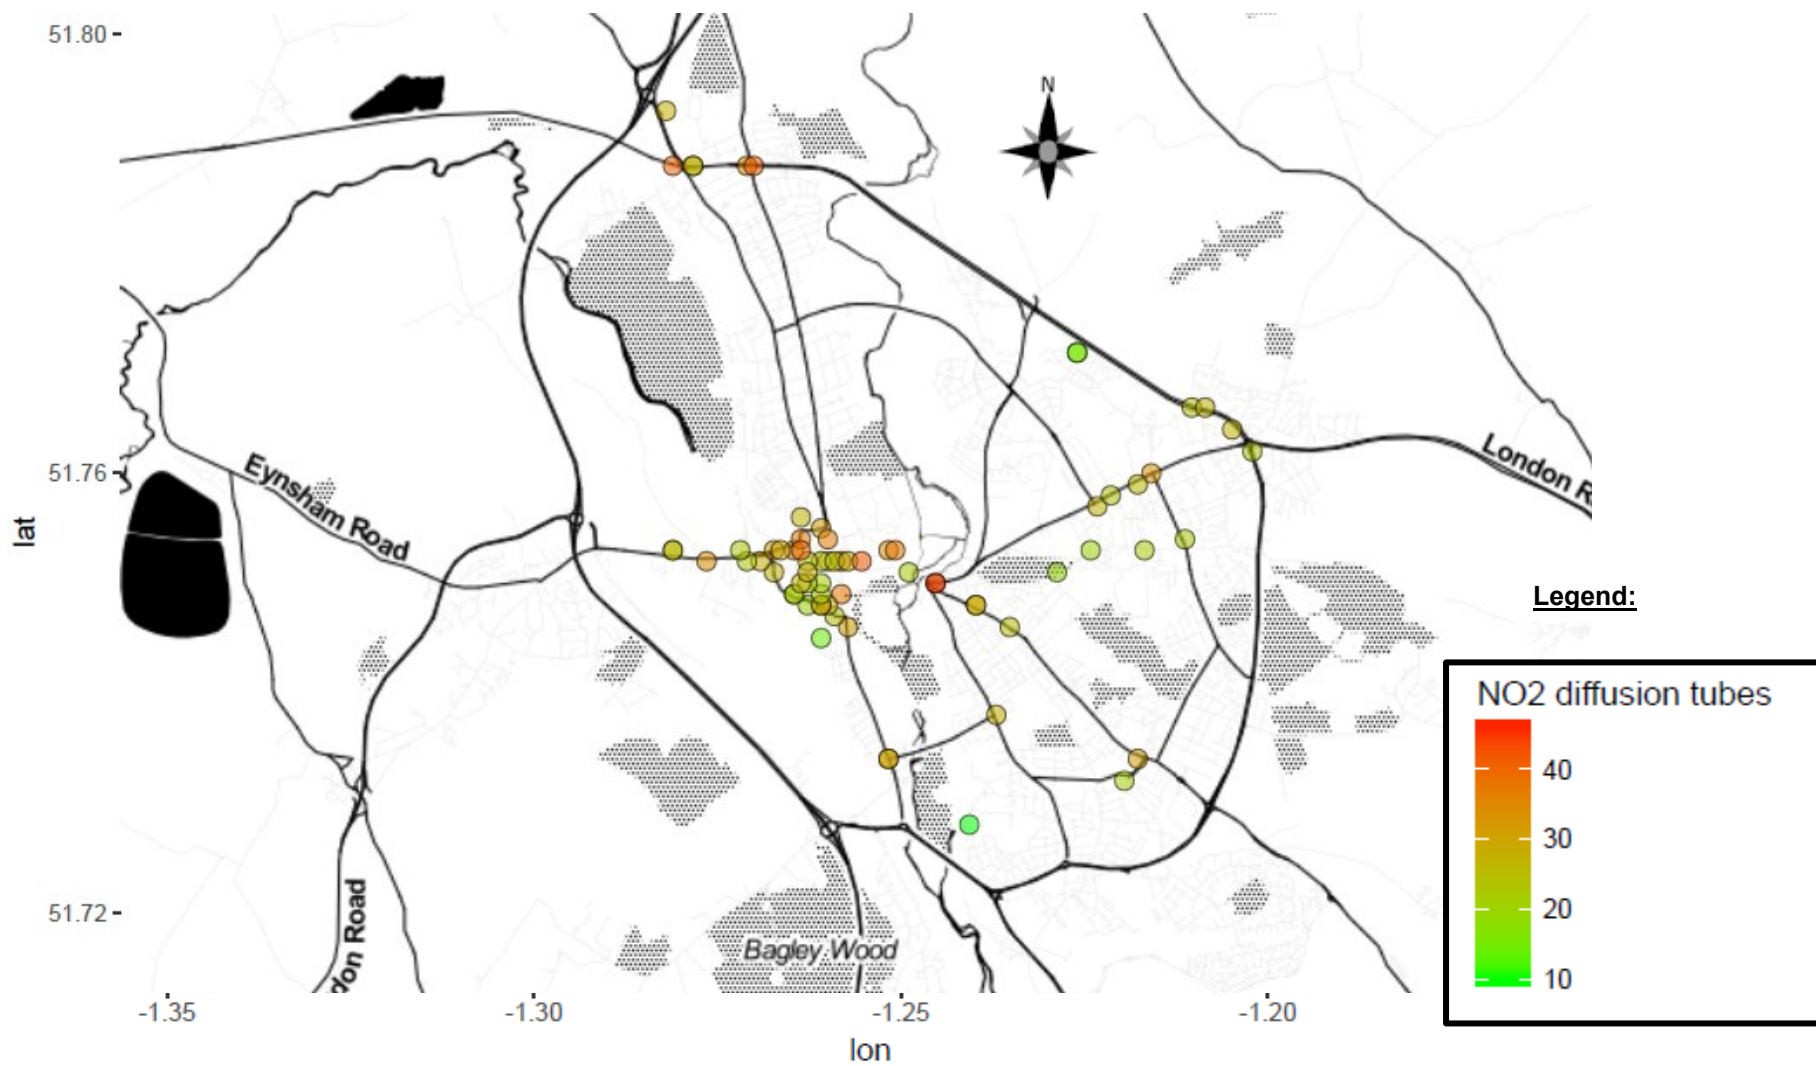 51.80
N
Eynsham Road
London R
51.76
lat
Legend:
NO2 diffusion tubes
40
30
20
10
51.72
don Road
Bagley Wood
-1.35
-1.30
-1.25
-1.20
lon